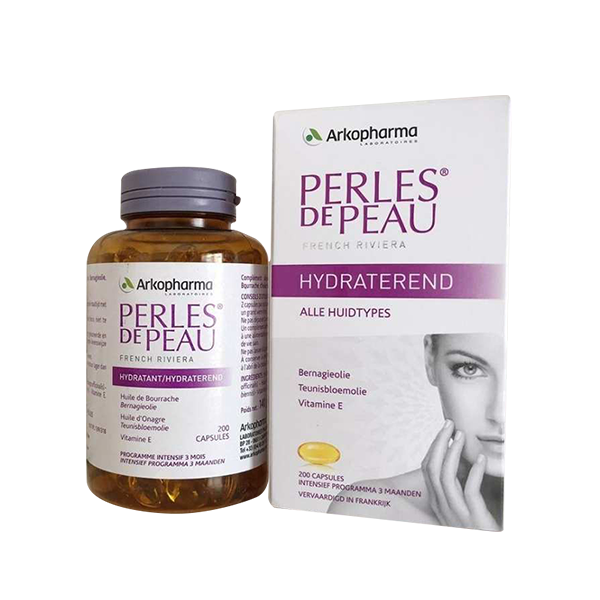 Arkopharma
LABORATOIRES
PERLES®
DE PEAU
FRENCH RIVIERA
HYDRATANT/HYDRATEREND
Huile de Bourrache
Bernagieolie
Huile d'Onagre
Teunisbloemolie
Vitamine E
200
CAPSULES
PROGRAMME INTENSIF 3 MOIS
INTENSIEF PROGRAMMA 3 MAANDEN
Arkopharma
LABORATOIRES
PERLES®
DE PEAU
FRENCH RIVIERA
HYDRATEREND
ALLE HUIDTYPES
Bernagieolie
Teunisbloemolie
Vitamine E
200 CAPSULES
INTENSIEF PROGRAMMA 3 MAANDEN
VERVAARDIGD IN FRANKRIJK